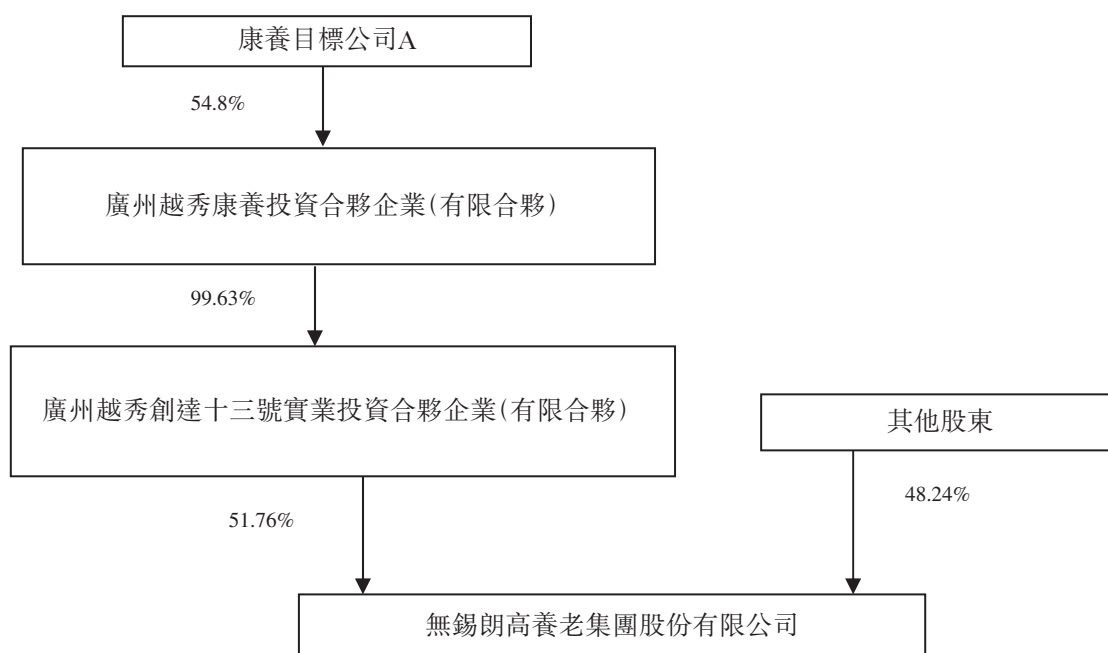 康養目標公司A
54.8%
廣州越秀康養投資合夥企業(有限合夥)
99.63%
廣州越秀創達十三號實業投資合夥企業(有限合夥)
其他股東
51.76%
48.24%
無錫朗高養老集團股份有限公司